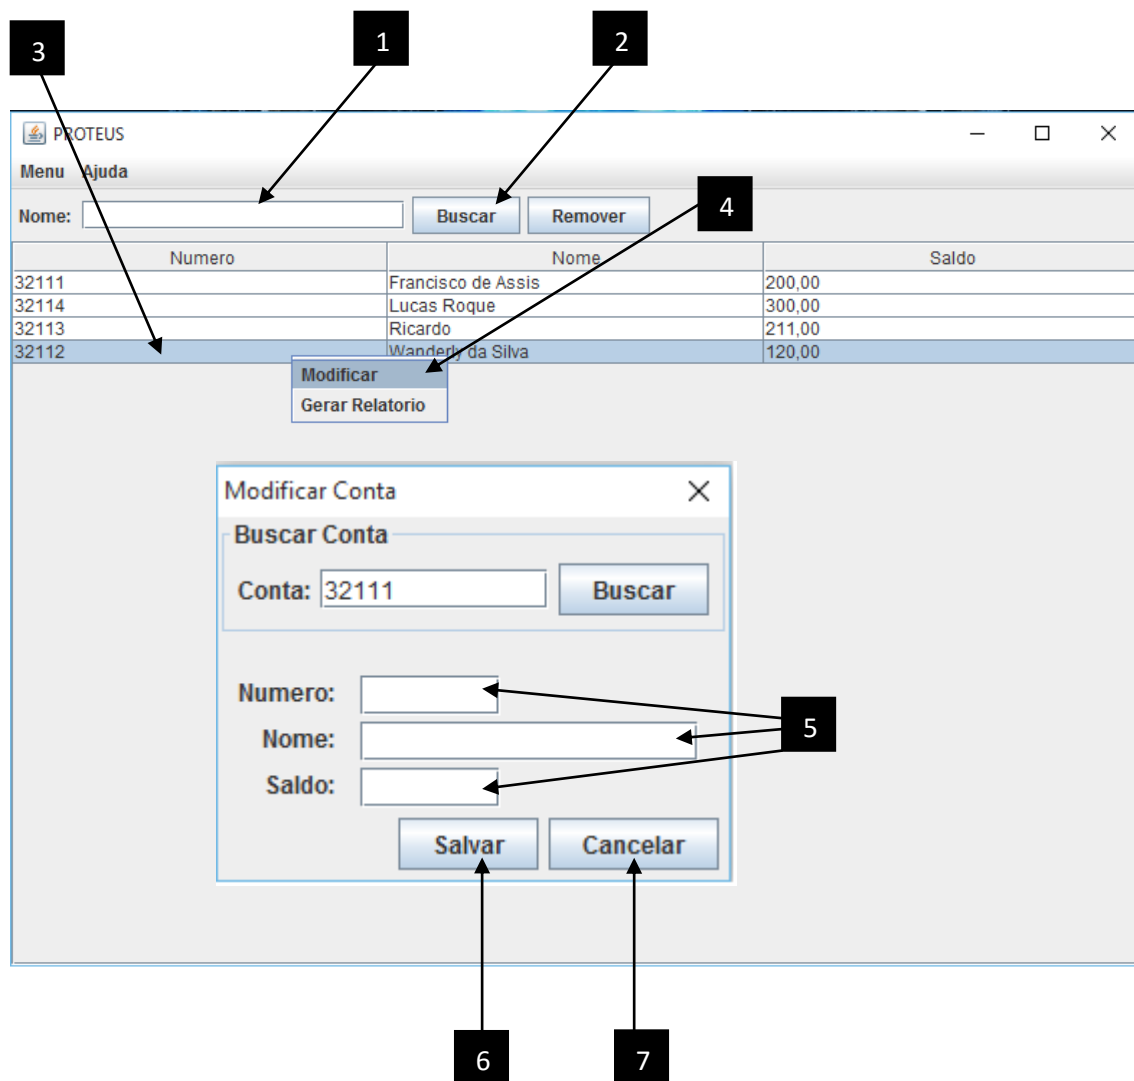 3 1 2
PROTEUS
Menu Ajuda
Nome: Buscar Remover 4
Numero Nome Saldo
32111 Francisco de Assis 200,00
32114 Lucas Roque 300,00
32113 Ricardo 211,00
32112 Wanderly da Silva 120,00
Modificar
Gerar Relatorio
Modificar Conta
Buscar Conta
Conta: 32111 Buscar
Numero:
Nome: 5
Saldo:
Salvar Cancelar
6 7